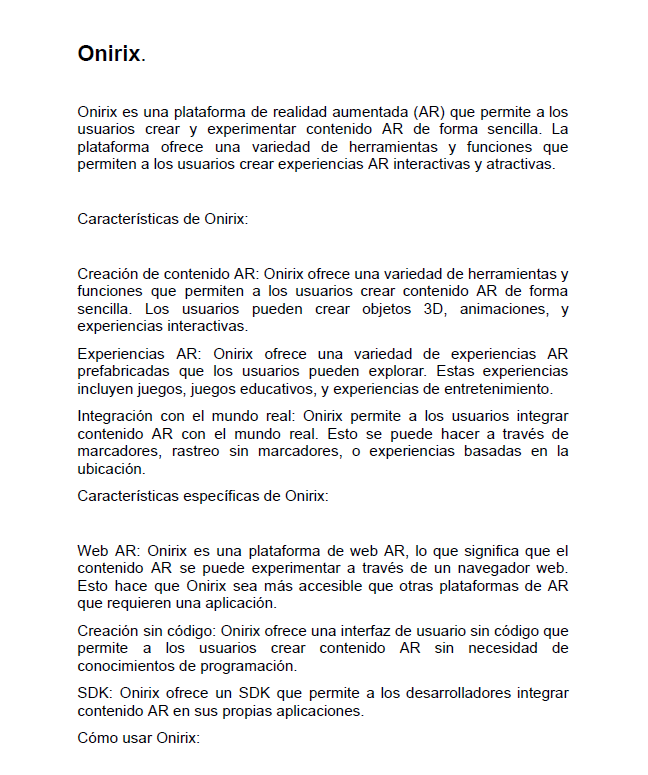 Onirix.
Onirix es una plataforma de realidad aumentada (AR) que permite a los
usuarios crear y experimentar contenido AR de forma sencilla. La
plataforma ofrece una variedad de herramientas y funciones que
permiten a los usuarios crear experiencias AR interactivas y atractivas.
Características de Onirix:
Creación de contenido AR: Onirix ofrece una variedad de herramientas y
funciones que permiten a los usuarios crear contenido AR de forma
sencilla. Los usuarios pueden crear objetos 3D, animaciones, y
experiencias interactivas.
Experiencias AR: Onirix ofrece una variedad de experiencias AR
prefabricadas que los usuarios pueden explorar. Estas experiencias
incluyen juegos, juegos educativos, y experiencias de entretenimiento.
Integración con el mundo real: Onirix permite a los usuarios integrar
contenido AR con el mundo real. Esto se puede hacer a través de
marcadores, rastreo sin marcadores, o experiencias basadas en la
ubicación.
Características específicas de Onirix:
Web AR: Onirix es una plataforma de web AR, lo que significa que el
contenido AR se puede experimentar a través de un navegador web.
Esto hace que Onirix sea más accesible que otras plataformas de AR
que requieren una aplicación.
Creación sin código: Onirix ofrece una interfaz de usuario sin código que
permite a los usuarios crear contenido AR sin necesidad de
conocimientos de programación.
SDK: Onirix ofrece un SDK que permite a los desarrolladores integrar
contenido AR en sus propias aplicaciones.
Cómo usar Onirix: